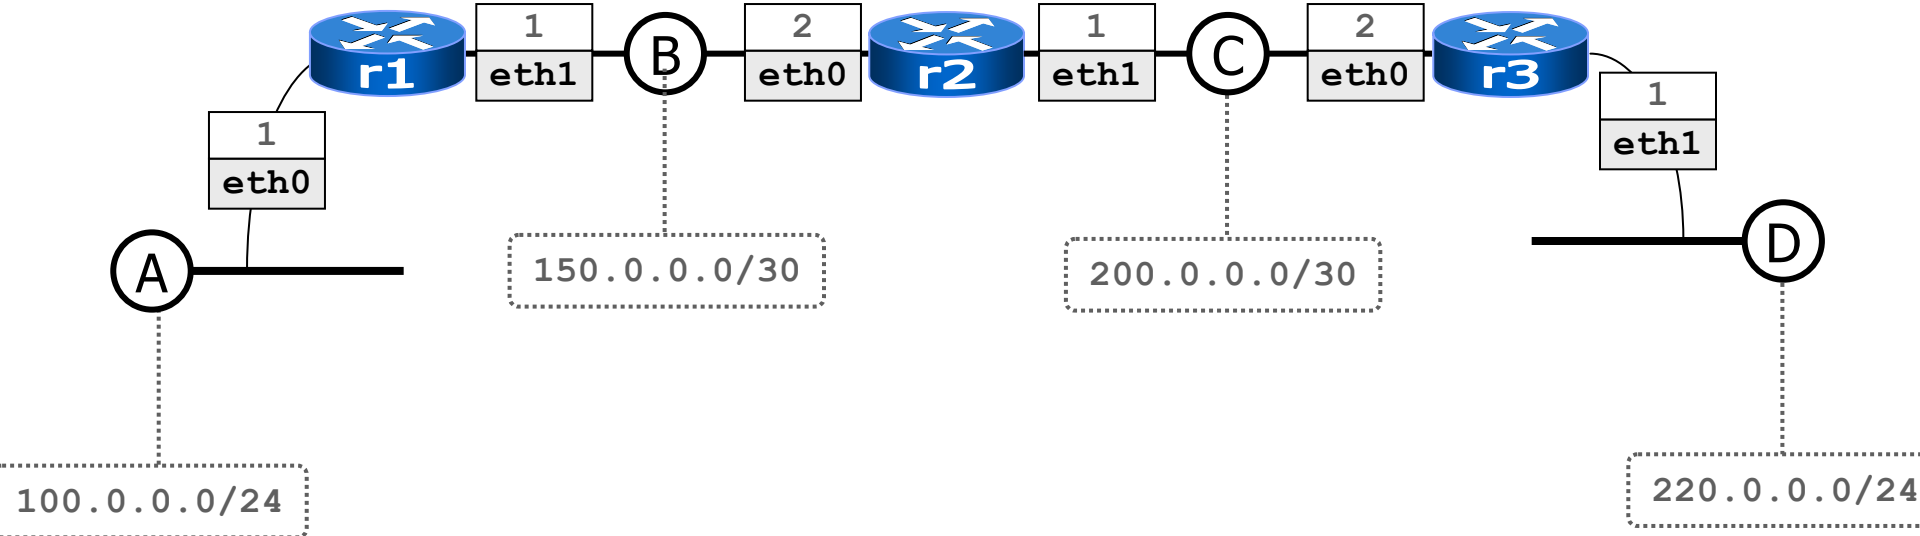 1
eth0
r1
1
eth1
B
2
eth0
r2
1
eth1
C
2
eth0
r3
1
eth1
A
D
150.0.0.0/30
200.0.0.0/30
100.0.0.0/24
220.0.0.0/24